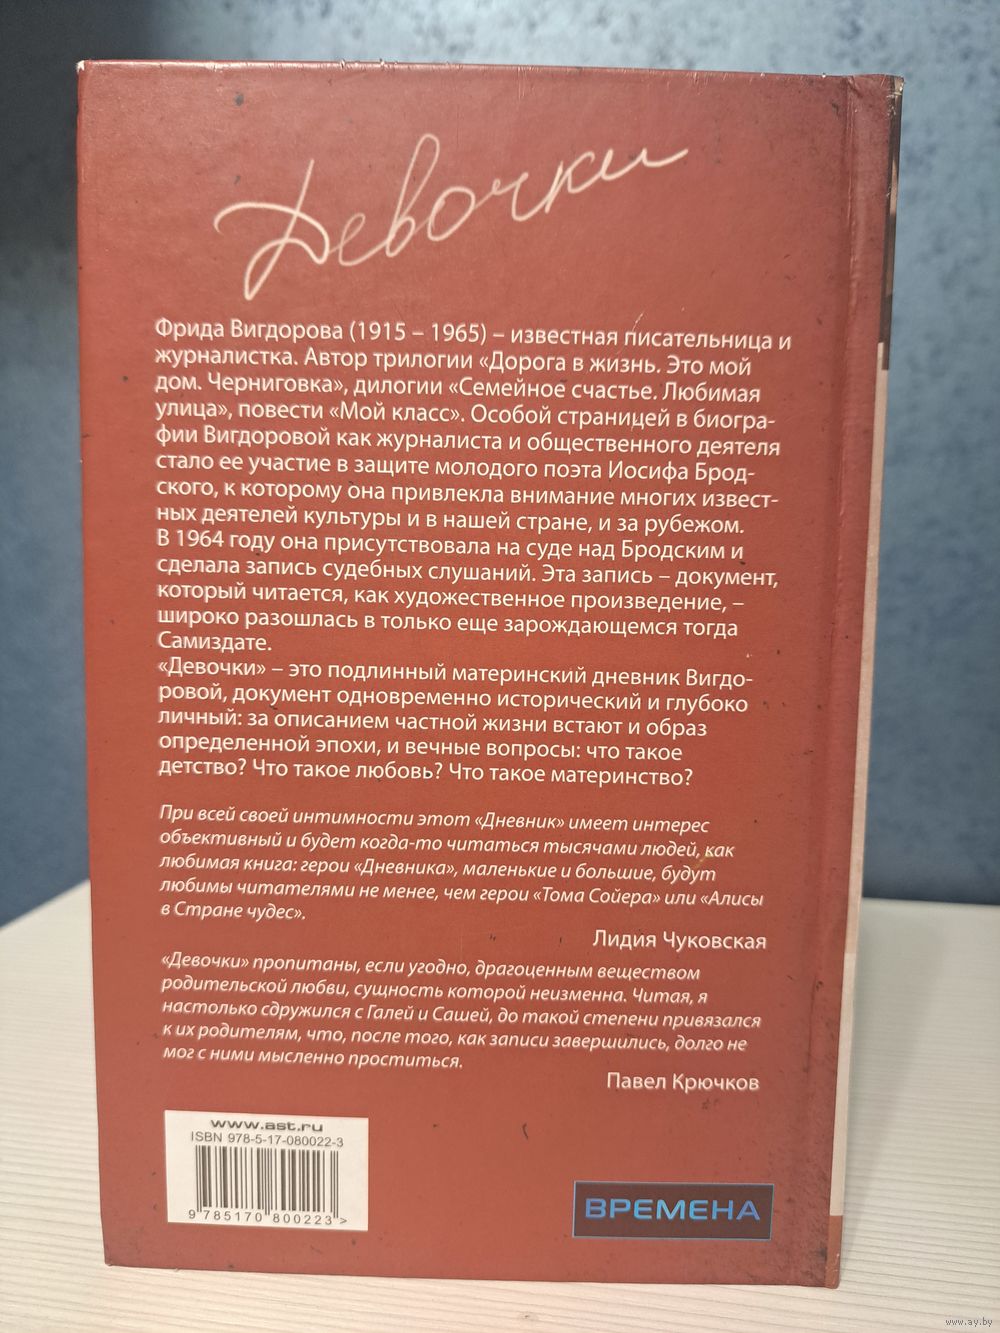 Девочки
Фрида Вигдорова (1915 – 1965) – известная писательница и
журналистка. Автор трилогии «Дорога в жизнь. Это мой
дом. Черниговка», дилогии «Семейное счастье. Любимая
улица», повести «Мой класс». Особой страницей в биогра-
фии Вигдоровой как журналиста и общественного деятеля
стало ее участие в защите молодого поэта Иосифа Брод-
ского, к которому она привлекла внимание многих извест-
ных деятелей культуры и в нашей стране, и за рубежом.
В 1964 году она присутствовала на суде над Бродским и
сделала запись судебных слушаний. Эта запись – документ,
который читается, как художественное произведение, –
широко разошлась в только еще зарождающемся тогда
Самиздате.
«Девочки» – это подлинный материнский дневник Вигдо-
ровой, документ одновременно исторический и глубоко
личный: за описанием частной жизни встают и образ
определенной эпохи, и вечные вопросы: что такое
детство? Что такое любовь? Что такое материнство?
При всей своей интимности этот «Дневник» имеет интерес
объективный и будет когда-то читаться тысячами людей, как
любимая книга: герои «Дневника», маленькие и большие, будут
любимы читателями не менее, чем герои «Тома Сойера» или «Алисы
в Стране чудес».
Лидия Чуковская
«Девочки» пропитаны, если угодно, драгоценным веществом
родительской любви, сущность которой неизменна. Читая, я
настолько сдружился с Галей и Сашей, до такой степени привязался
к их родителям, что, после того, как записи завершились, долго не
мог с ними мысленно проститься.
Павел Крючков
www.ast.ru
ISBN 978-5-17-080022-3
9 785170 800223 >
ВРЕМЕНА
www.ay.by